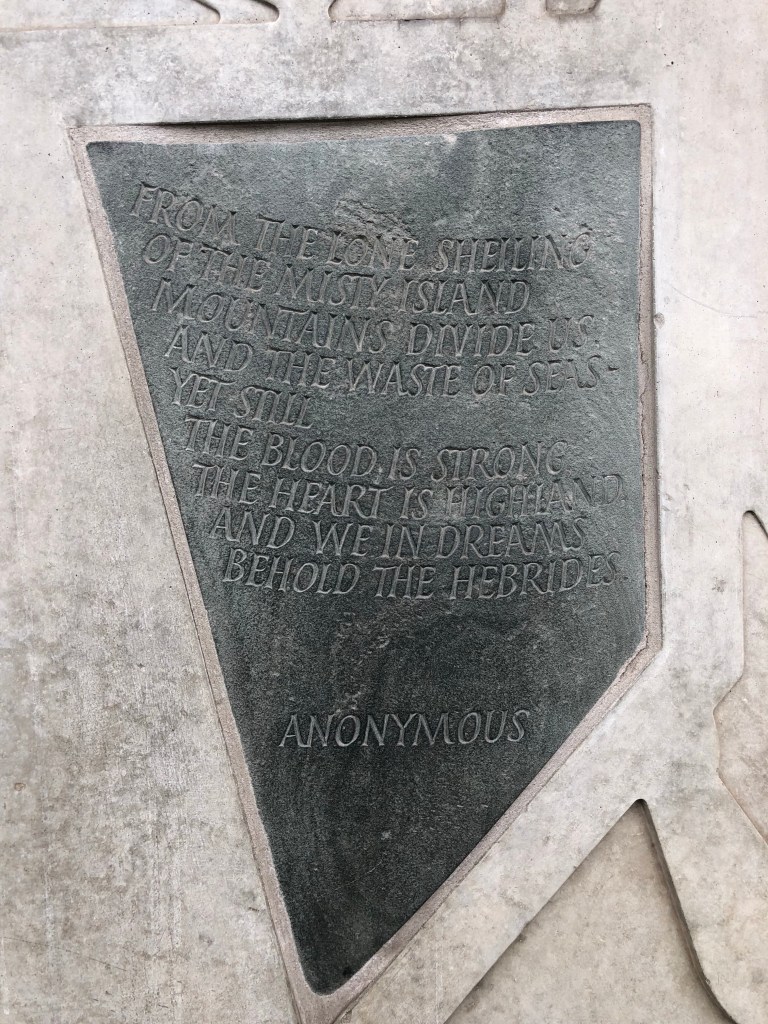 FROM THE LONE SHEILING
OF THE MISTY ISLAND
MOUNTAINS DIVIDE US
AND THE WASTE OF SEAS -
YET STILL
THE BLOOD IS STRONG
THE HEART IS HIGHLAND
AND WE IN DREAMS
BEHOLD THE HEBRIDES.
ANONYMOUS